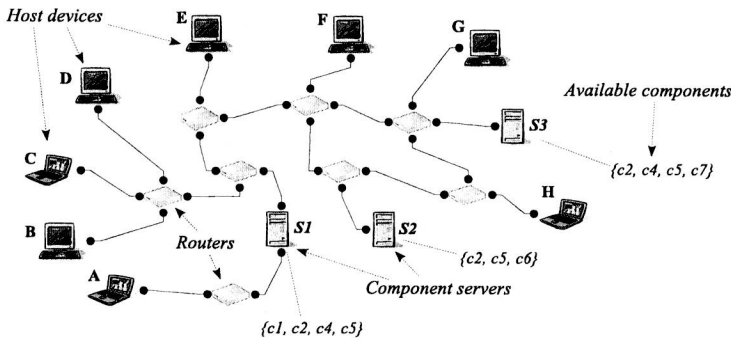 Host devices
E
F
G
D
Available components
S3
C
{c2, c4, c5, c7}
H
B
Routers
S1
S2
{c2, c5, c6}
A
Component servers
{c1, c2, c4, c5}